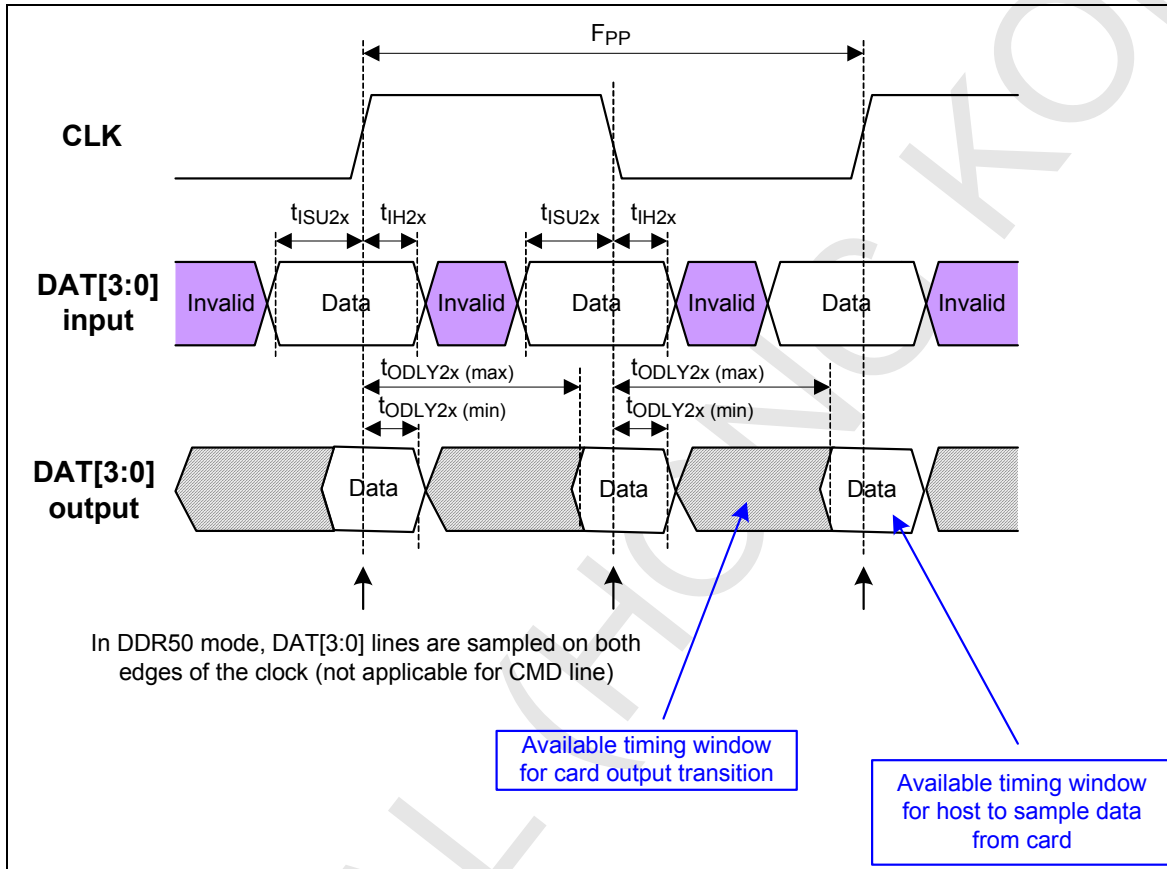 FPP
CLK
tISU2x tIH2x tISU2x tIH2x
DAT[3:0]
input
Invalid Data Invalid Data Invalid Data Invalid
tODLY2x (max) tODLY2x (max)
tODLY2x (min) tODLY2x (min)
DAT[3:0]
output
Data Data Data
In DDR50 mode, DAT[3:0] lines are sampled on both
edges of the clock (not applicable for CMD line)
Available timing window
for card output transition
Available timing window
for host to sample data
from card
(HONG KO